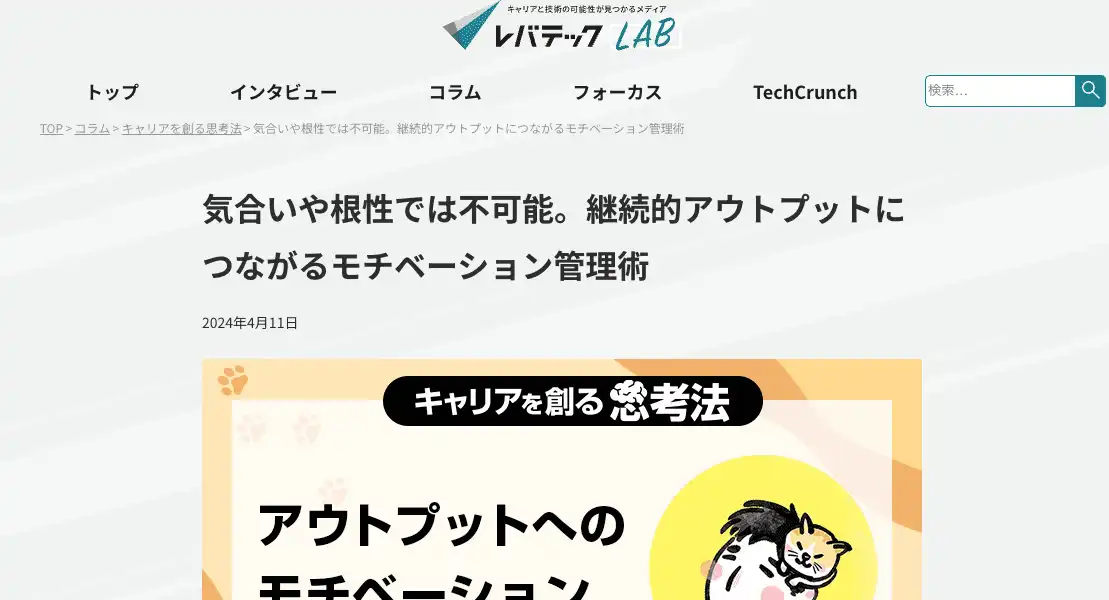 キャリアと技術の可能性が見つかるメディア
レバテック LAB
トップ インタビュー コラム フォーカス TechCrunch 検索…
TOP > コラム > キャリアを創る思考法 > 気合いや根性では不可能。継続的アウトプットにつながるモチベーション管理術
気合いや根性では不可能。継続的アウトプットに
つながるモチベーション管理術
2024年4月11日
キャリアを創る思考法
アウトプットへの
モチベーション